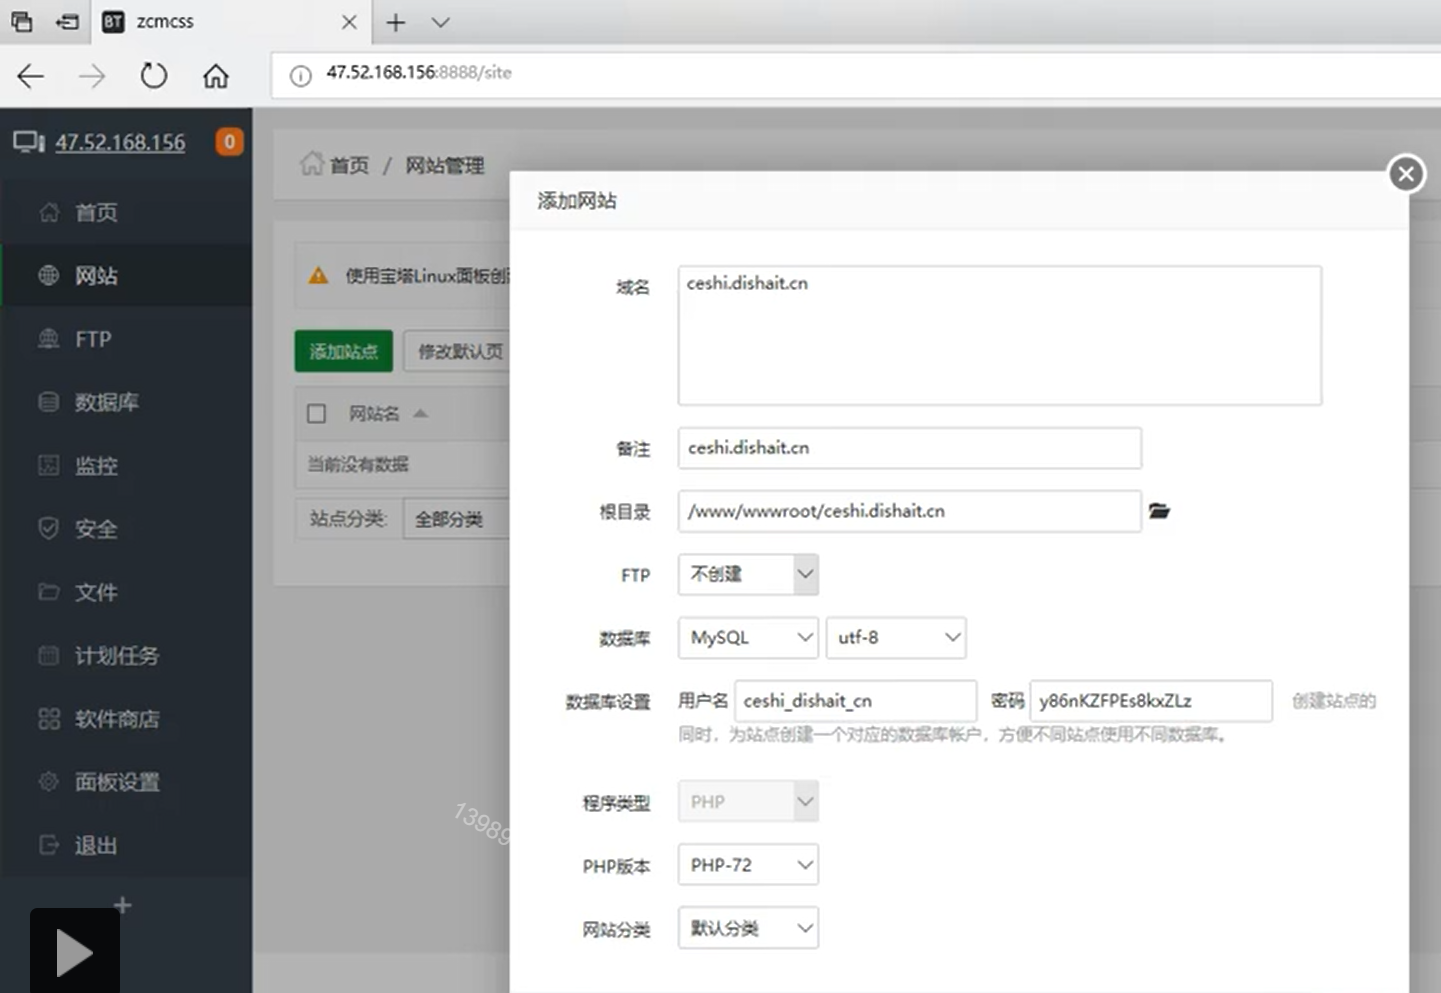 BT zcmcss
47.52.168.156:8888/site
47.52.168.156 0
首页 / 网站管理
首页
网站
FTP
数据库
监控
安全
文件
计划任务
软件商店
面板设置
退出
使用宝塔Linux面板创
添加站点 修改默认页
网站名
当前没有数据
站点分类: 全部分类
添加网站
域名 ceshi.dishait.cn
备注 ceshi.dishait.cn
根目录 /www/wwwroot/ceshi.dishait.cn
FTP 不创建
数据库 MySQL utf-8
数据库设置 用户名 ceshi_dishait_cn 密码 y86nKZFPEs8kxZLz 创建站点的
同时，为站点创建一个对应的数据库帐户，方便不同站点使用不同数据库。
程序类型 PHP
PHP版本 PHP-72
网站分类 默认分类
13989